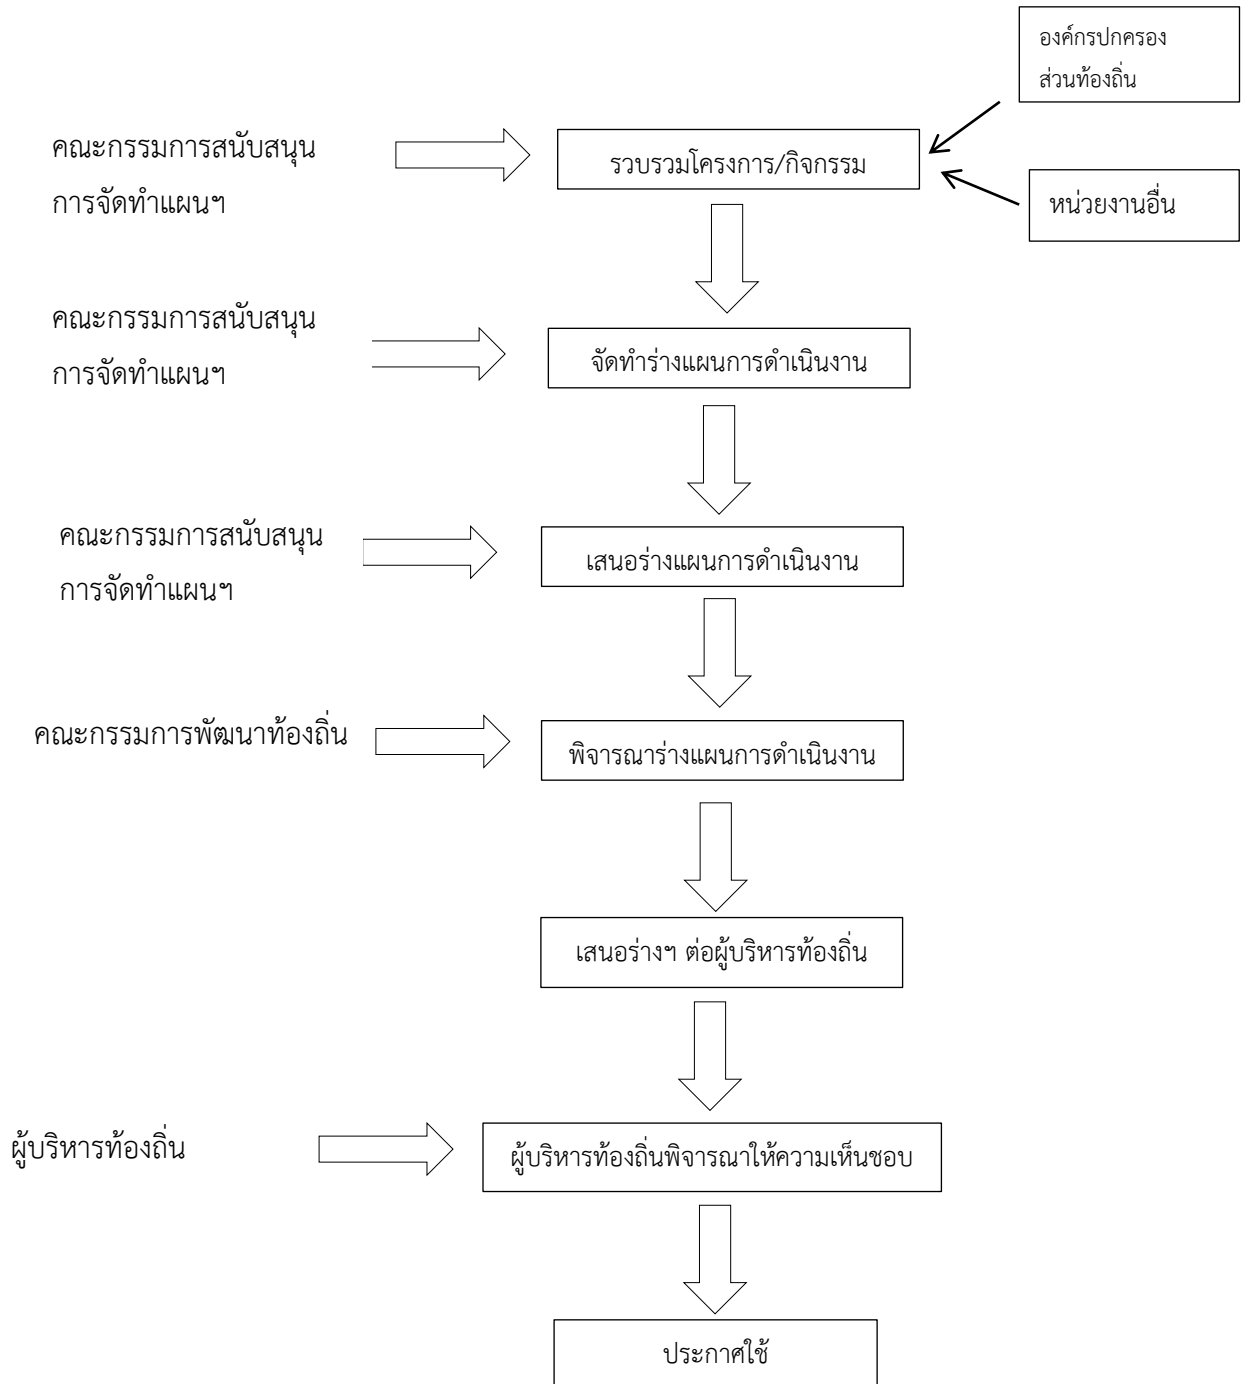 องค์กรปกครอง
ส่วนท้องถิ่น
คณะกรรมการสนับสนุน
การจัดทำแผนฯ
รวบรวมโครงการ/กิจกรรม
หน่วยงานอื่น
คณะกรรมการสนับสนุน
การจัดทำแผนฯ
จัดทำร่างแผนการดำเนินงาน
คณะกรรมการสนับสนุน
การจัดทำแผนฯ
เสนอร่างแผนการดำเนินงาน
คณะกรรมการพัฒนาท้องถิ่น
พิจารณาร่างแผนการดำเนินงาน
เสนอร่างฯ ต่อผู้บริหารท้องถิ่น
ผู้บริหารท้องถิ่น
ผู้บริหารท้องถิ่นพิจารณาให้ความเห็นชอบ
ประกาศใช้